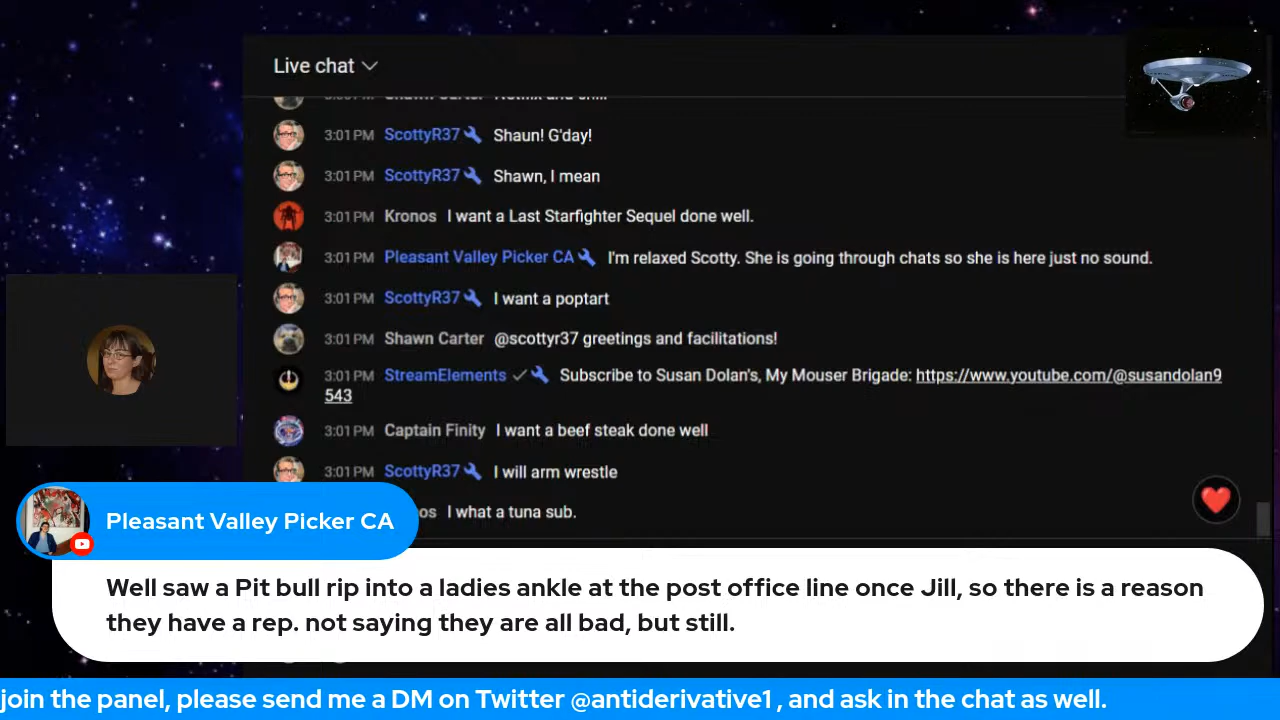 Live chat
3:01 PM ScottyR37 Shaun! G'day!
3:01 PM ScottyR37 Shawn, I mean
3:01 PM Kronos I want a Last Starfighter Sequel done well.
3:01 PM Pleasant Valley Picker CA I'm relaxed Scotty. She is going through chats so she is here just no sound.
3:01 PM ScottyR37 I want a poptart
3:01 PM Shawn Carter @scottyr37 greetings and facilitations!
3:01 PM StreamElements Subscribe to Susan Dolan's, My Mouser Brigade: https://www.youtube.com/@susandolan9
543
3:01 PM Captain Finity I want a beef steak done well
3:01 PM ScottyR37 I will arm wrestle
os I what a tuna sub.
Pleasant Valley Picker CA
Well saw a Pit bull rip into a ladies ankle at the post office line once Jill, so there is a reason
they have a rep. not saying they are all bad, but still.
join the panel, please send me a DM on Twitter @antiderivative1 , and ask in the chat as well.